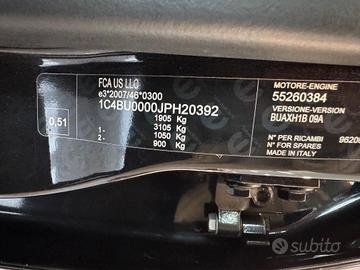 FCA US LLC
e3*2007/46*0300
1C4BU0000JPH20392
1905 Kg
1 - 3105 Kg
2 - 1050 Kg
900 Kg
0,51
MOTORE-ENGINE
55260384
VERSIONE-VERSION
BUAXH1B 09A
N° PER RICAMBI
N° FOR SPARES
MADE IN ITALY
subito